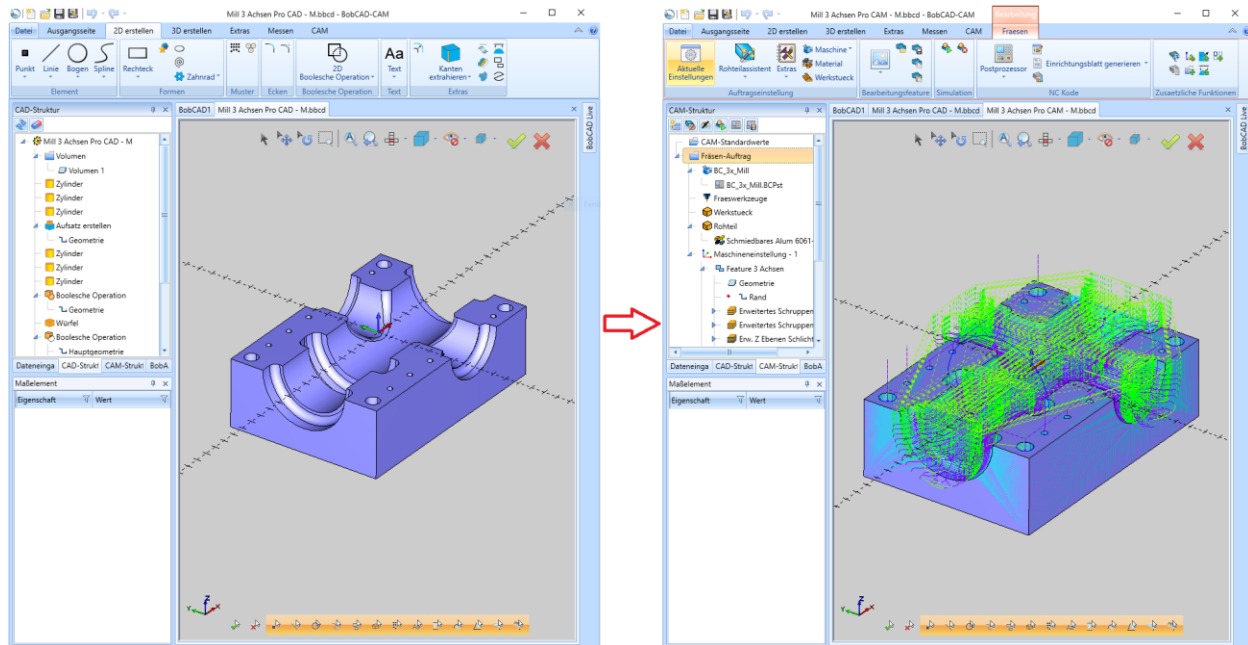 Mill 3 Achsen Pro CAD - M.bbcd - BobCAD-CAM
Datei Ausgangsseite 2D erstellen 3D erstellen Extras Messen CAM
Punkt Linie Bogen Spline Rechteck Zahnrad 2D Boolesche Operation Text Kanten extrahieren
Aa
Element Formen Muster Ecken Boolesche Operation Text Extras
CAD-Struktur
BobCAD1 Mill 3 Achsen Pro CAD - M.bbcd
BobCAD Live
Mill 3 Achsen Pro CAD - M
Volumen
Volumen 1
Zylinder
Zylinder
Zylinder
Aufsatz erstellen
Geometrie
Zylinder
Zylinder
Zylinder
Boolesche Operation
Geometrie
Würfel
Boolesche Operation
Hauptgeometrie
Dateneinga CAD-Strukt CAM-Strukt BobA
Maßelement
Eigenschaft Wert
Z
Y
X
Mill 3 Achsen Pro CAM - M.bbcd - BobCAD-CAM
Bearbeitung
Datei Ausgangsseite 2D erstellen 3D erstellen Extras Messen CAM Fraesen
Aktuelle Einstellungen Rohteilassistent Extras Maschine Material Werkstueck Postprozessor Einrichtungsblatt generieren
Auftragseinstellung Bearbeitungsfeature Simulation NC Kode Zusaetzliche Funktionen
CAM-Struktur
BobCAD1 Mill 3 Achsen Pro CAD - M.bbcd Mill 3 Achsen Pro CAM - M.bbcd
BobCAD Live
CAM-Standardwerte
Fräsen-Auftrag
BC_3x_Mill
BC_3x_Mill.BCPst
Fraeswerkzeuge
Werkstueck
Rohteil
Schmiedbares Alum 6061-
Maschineneinstellung - 1
Feature 3 Achsen
Geometrie
Rand
Erweitertes Schruppen
Erweitertes Schruppen
Erw. Z Ebenen Schlicht
Dateneinga CAD-Strukt CAM-Strukt BobA
Maßelement
Eigenschaft Wert
Z
Y
X